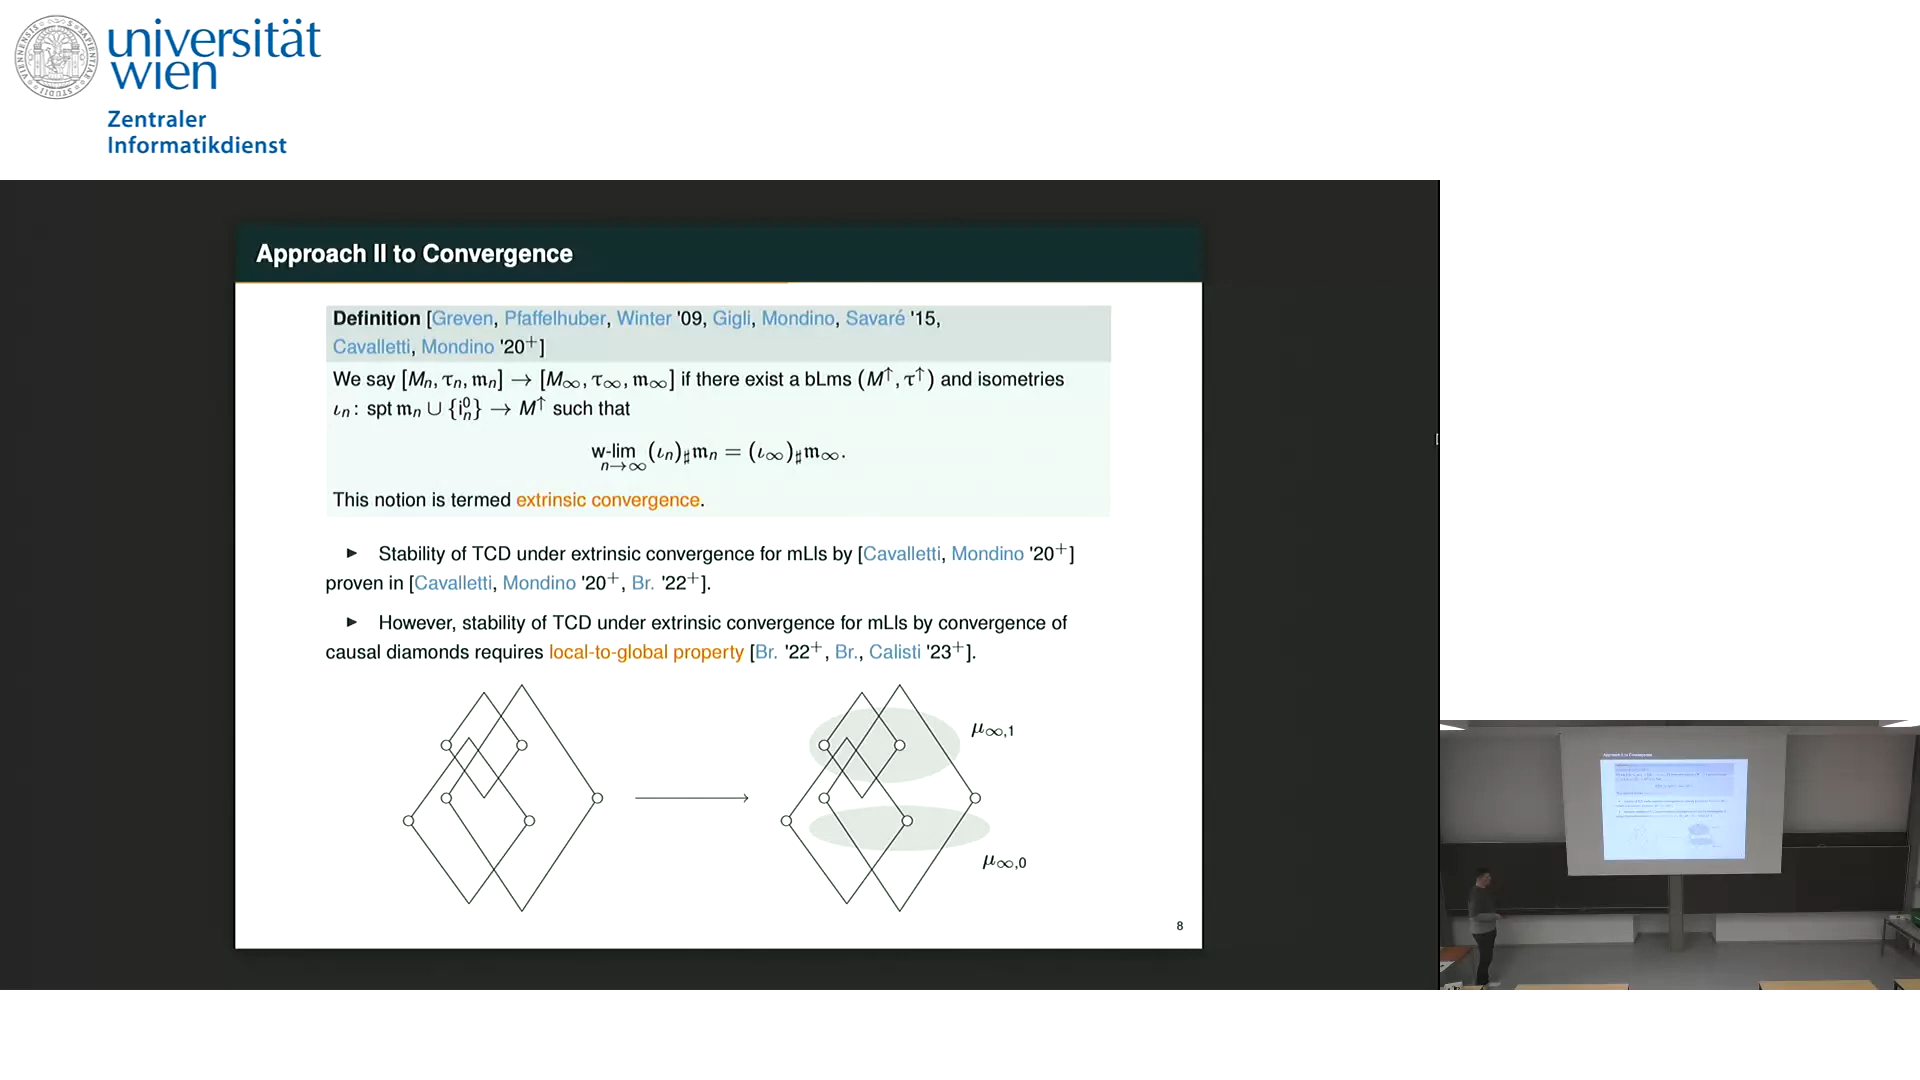 universität
wien
Zentraler
Informatikdienst
Approach II to Convergence
Definition [Greven, Pfaffelhuber, Winter '09, Gigli, Mondino, Savaré '15,
Cavalletti, Mondino '20⁺]
We say [Mₙ, τₙ, 𝔪ₙ] → [M∞, τ∞, 𝔪∞] if there exist a bLms (M↑, τ↑) and isometries
ιₙ: spt 𝔪ₙ ∪ {i⁰ₙ} → M↑ such that
w-lim (ιₙ)♯𝔪ₙ = (ι∞)♯𝔪∞.
n→∞
This notion is termed extrinsic convergence.
► Stability of TCD under extrinsic convergence for mLIs by [Cavalletti, Mondino '20⁺]
proven in [Cavalletti, Mondino '20⁺, Br. '22⁺].
► However, stability of TCD under extrinsic convergence for mLIs by convergence of
causal diamonds requires local-to-global property [Br. '22⁺, Br., Calisti '23⁺].
μ∞,1
μ∞,0
8